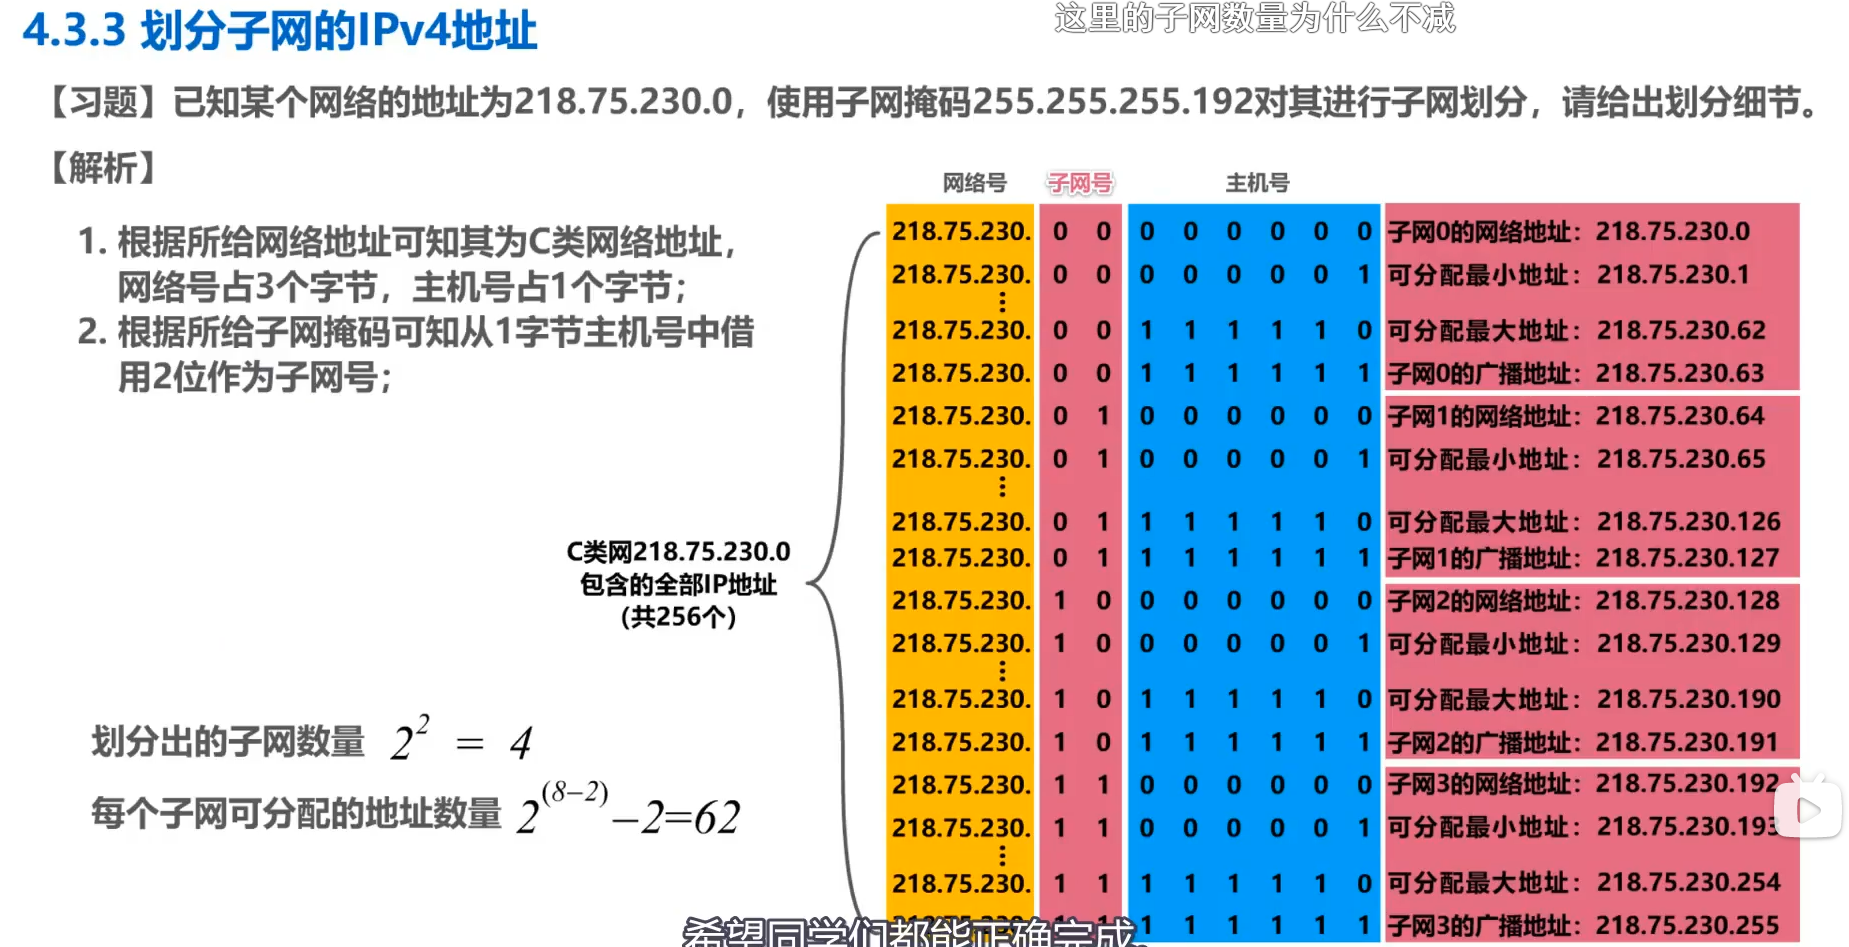 4.3.3 划分子网的IPv4地址
这里的子网数量为什么不减
【习题】已知某个网络的地址为218.75.230.0，使用子网掩码255.255.255.192对其进行子网划分，请给出划分细节。
【解析】
1. 根据所给网络地址可知其为C类网络地址，
网络号占3个字节，主机号占1个字节；
2. 根据所给子网掩码可知从1字节主机号中借
用2位作为子网号；
C类网218.75.230.0
包含的全部IP地址
（共256个）
划分出的子网数量 2^2 = 4
每个子网可分配的地址数量 2^(8−2) −2=62
网络号 子网号 主机号
218.75.230. 0 0 0 0 0 0 0 0 子网0的网络地址：218.75.230.0
218.75.230. 0 0 0 0 0 0 0 1 可分配最小地址：218.75.230.1
⋮
218.75.230. 0 0 1 1 1 1 1 0 可分配最大地址：218.75.230.62
218.75.230. 0 0 1 1 1 1 1 1 子网0的广播地址：218.75.230.63
218.75.230. 0 1 0 0 0 0 0 0 子网1的网络地址：218.75.230.64
218.75.230. 0 1 0 0 0 0 0 1 可分配最小地址：218.75.230.65
⋮
218.75.230. 0 1 1 1 1 1 1 0 可分配最大地址：218.75.230.126
218.75.230. 0 1 1 1 1 1 1 1 子网1的广播地址：218.75.230.127
218.75.230. 1 0 0 0 0 0 0 0 子网2的网络地址：218.75.230.128
218.75.230. 1 0 0 0 0 0 0 1 可分配最小地址：218.75.230.129
⋮
218.75.230. 1 0 1 1 1 1 1 0 可分配最大地址：218.75.230.190
218.75.230. 1 0 1 1 1 1 1 1 子网2的广播地址：218.75.230.191
218.75.230. 1 1 0 0 0 0 0 0 子网3的网络地址：218.75.230.192
218.75.230. 1 1 0 0 0 0 0 1 可分配最小地址：218.75.230.193
⋮
218.75.230. 1 1 1 1 1 1 1 0 可分配最大地址：218.75.230.254
218.75.230. 1 1 1 1 1 1 1 1 子网3的广播地址：218.75.230.255
希望同学们都能正确完成